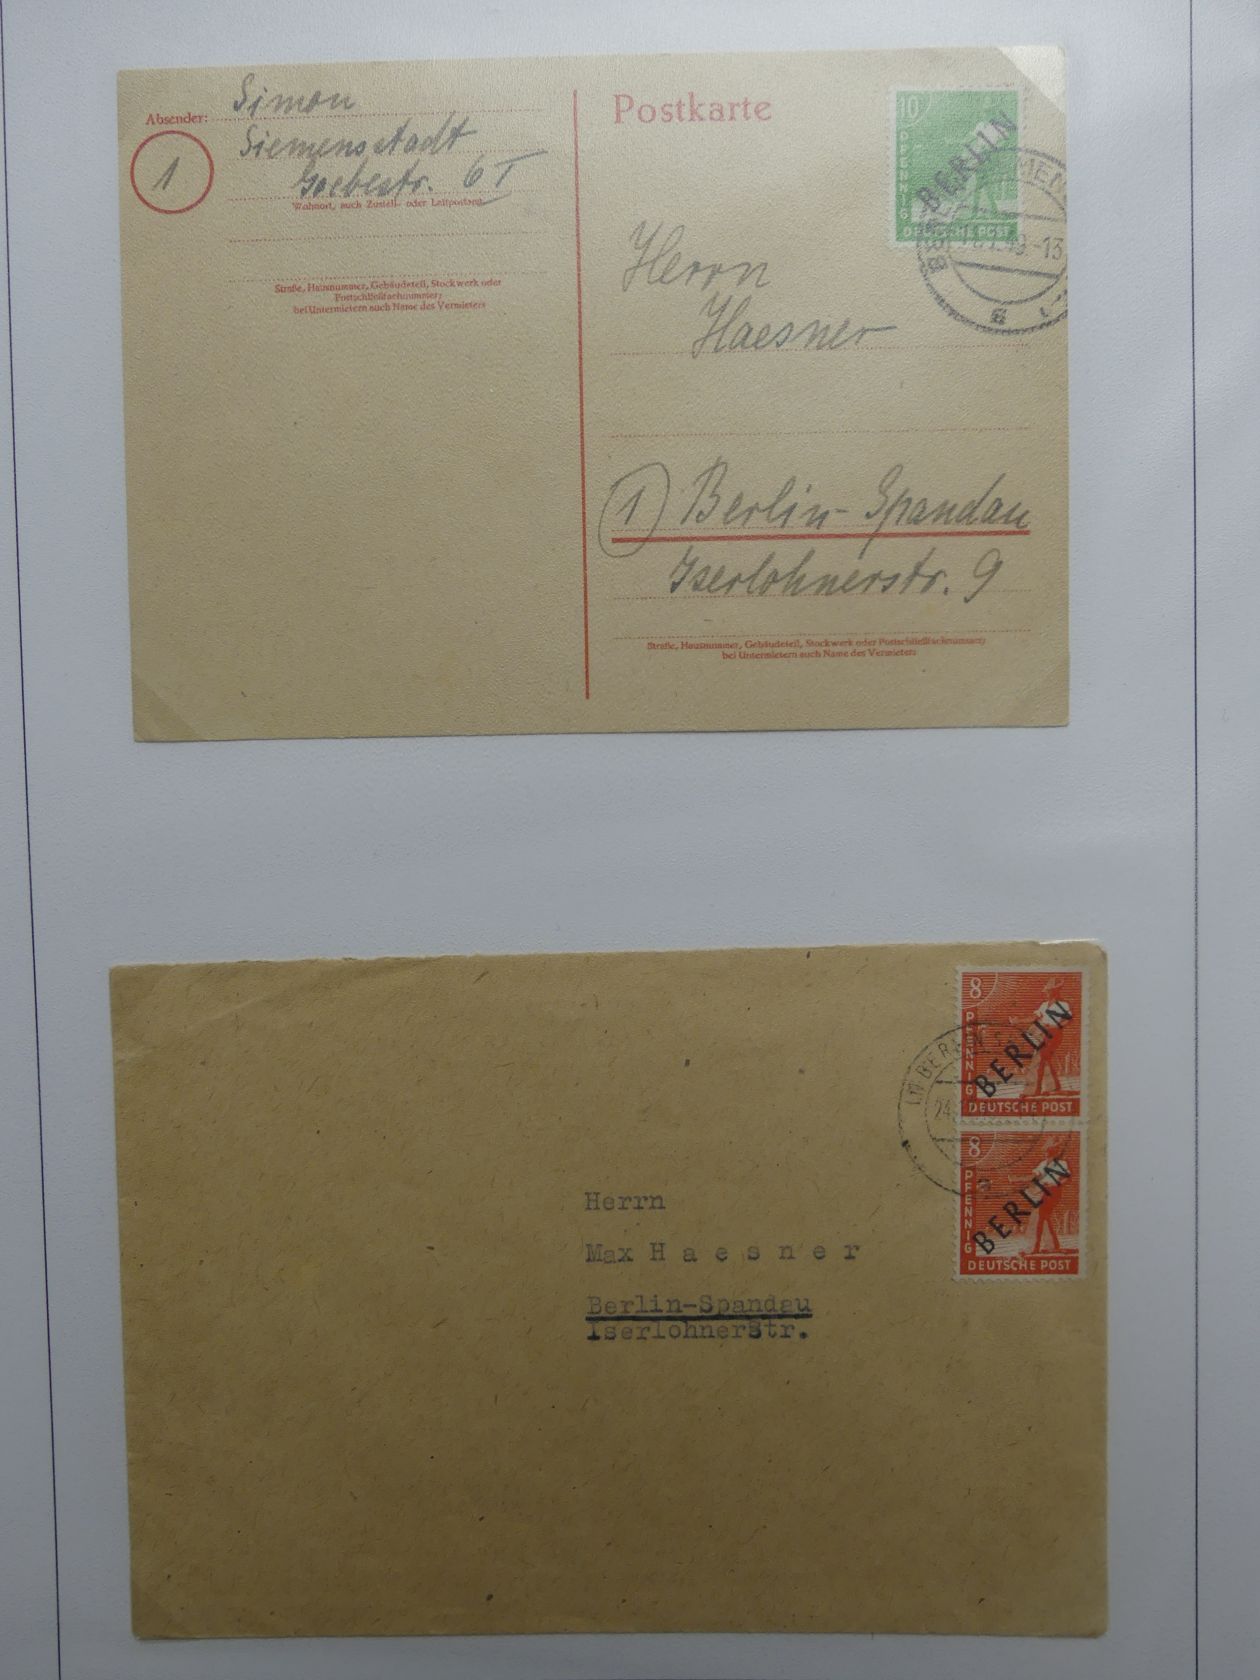 Absender: Simon
Siemensstadt
Goebelstr. 6 I
1
Wohnort, auch Zustell- oder Leitpostamt
Straße, Hausnummer, Gebäudeteil, Stockwerk oder
Postschließfachnummer;
bei Untermietern auch Name des Vermieters
Postkarte
10
PFENNIG
BERLIN
DEUTSCHE POST
Herrn
Haesner
(1) Berlin-Spandau
Iserlohnerstr. 9
Straße, Hausnummer, Gebäudeteil, Stockwerk oder Postschließfachnummer;
bei Untermietern auch Name des Vermieters
8
PFENNIG
BERLIN
DEUTSCHE POST
8
PFENNIG
BERLIN
DEUTSCHE POST
Herrn
Max Haesner
Berlin-Spandau
Iserlohnerstr.